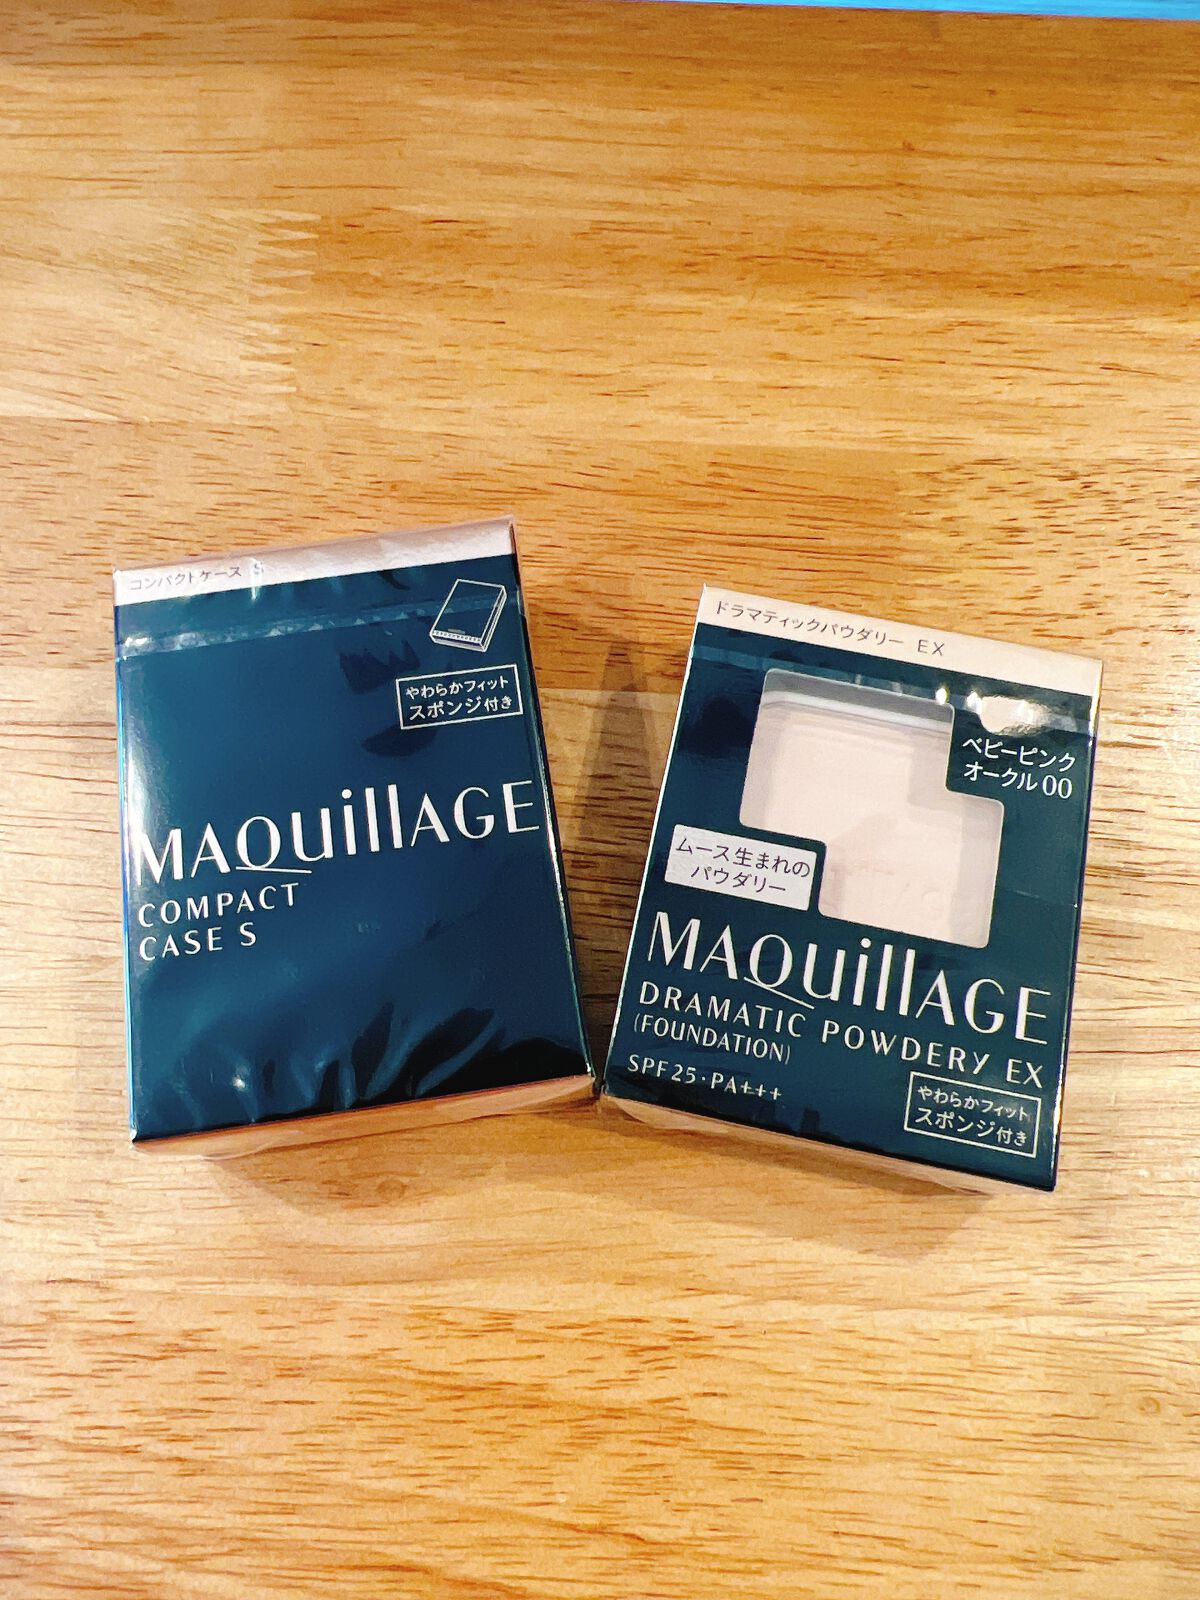 コンパクトケース S
やわらかフィット
スポンジ付き
MAQuillAGE
COMPACT
CASE S
ドラマティックパウダリー EX
ベビーピンク
オークル 00
ムース生まれの
パウダリー
MAQuillAGE
DRAMATIC POWDERY EX
(FOUNDATION)
SPF25・PA+++
やわらかフィット
スポンジ付き